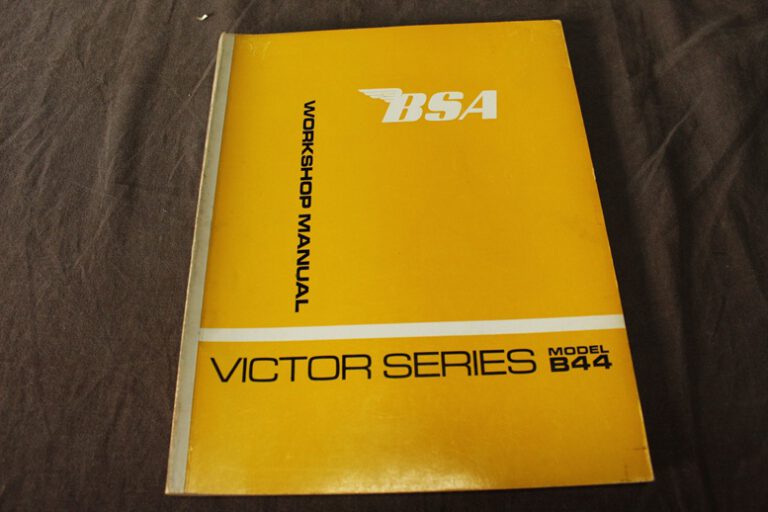 BSA
WORKSHOP MANUAL
VICTOR SERIES MODEL B44